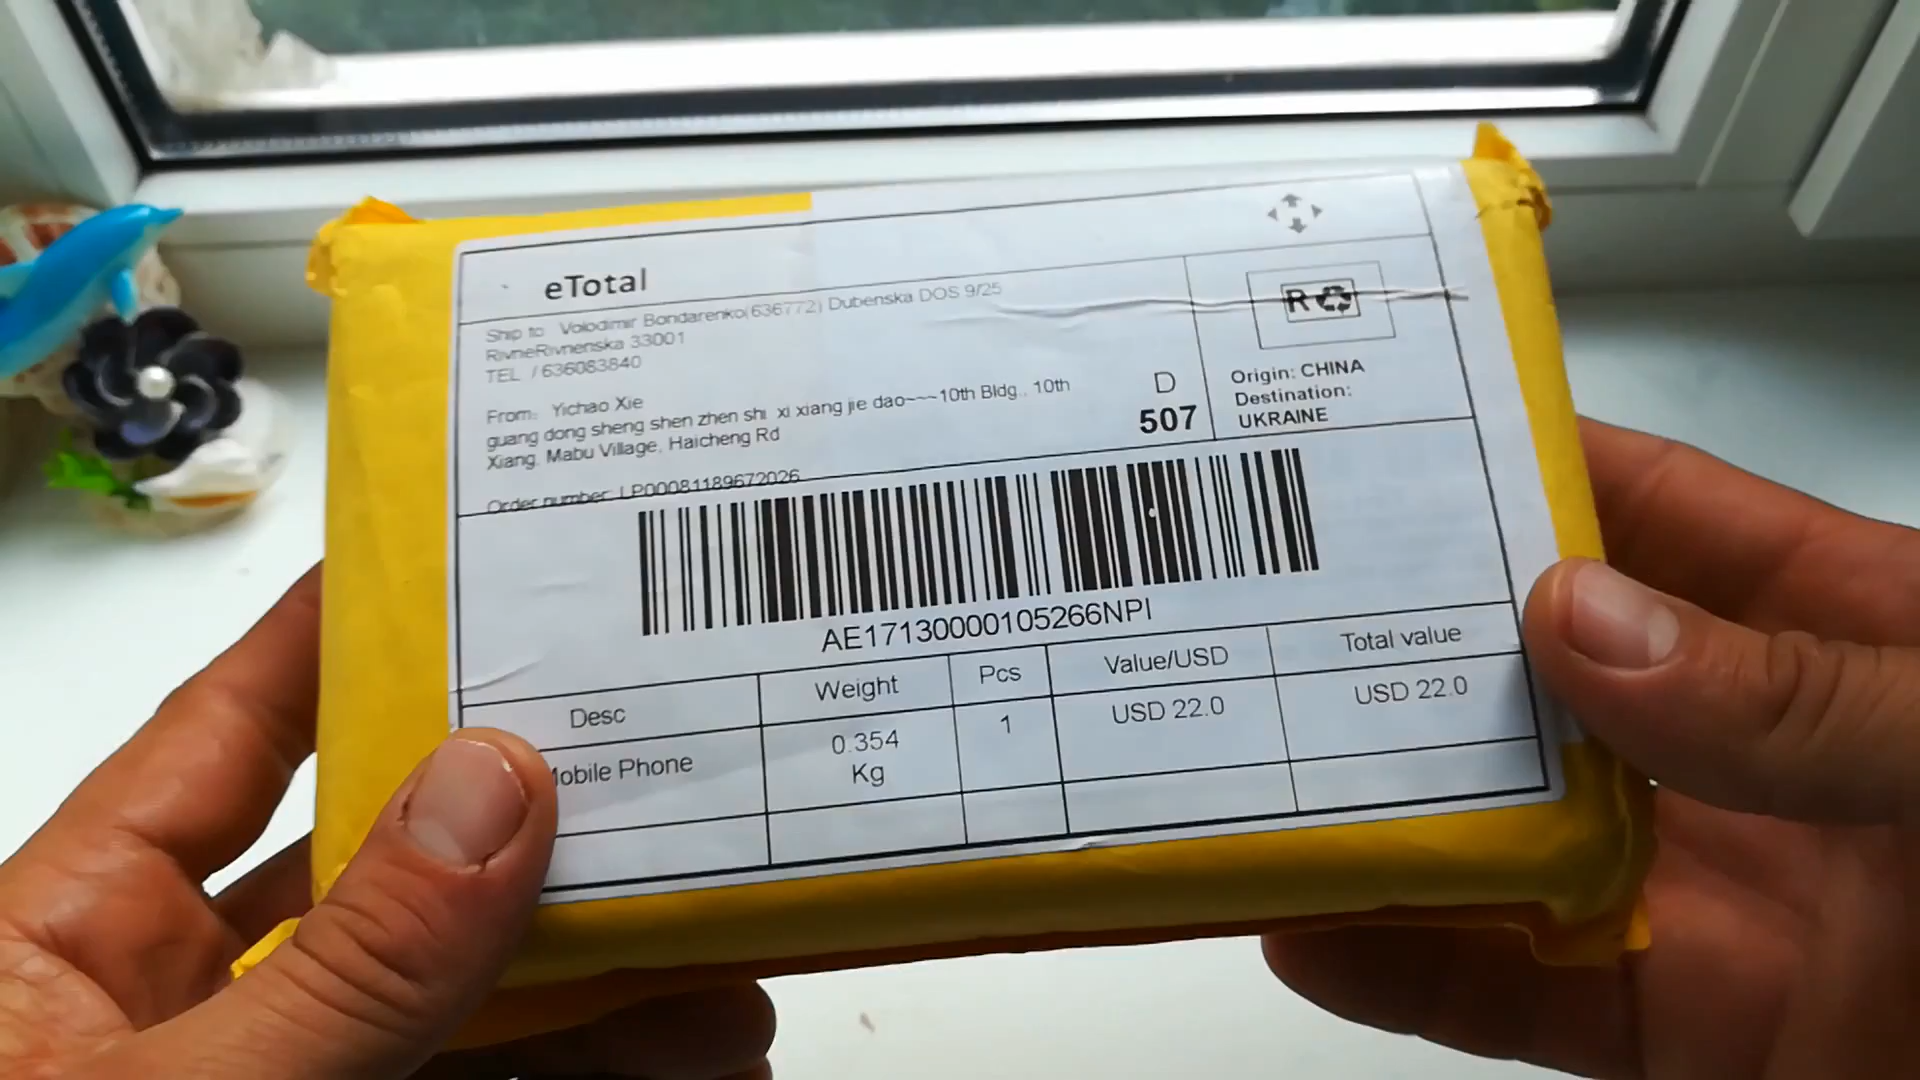 eTotal
Ship to: Volodimir Bondarenko(636772) Dubenska DOS 9/25
RivneRivnenska 33001
TEL: /636083840
From: Yichao Xie
guang dong sheng shen zhen shi xi xiang jie dao~~~10th Bldg., 10th
Xiang, Mabu Village, Haicheng Rd
Order number: LP00081189672026
D
507
R
Origin: CHINA
Destination:
UKRAINE
AE17130000105266NPI
Desc Weight Pcs Value/USD Total value
Mobile Phone 0.354 Kg 1 USD 22.0 USD 22.0